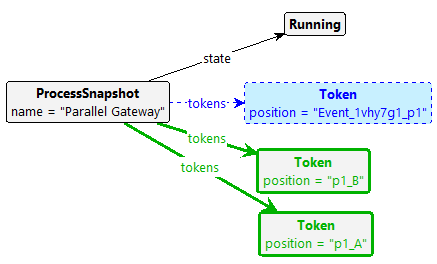 Running
state
ProcessSnapshot
name = "Parallel Gateway"
tokens
Token
position = "Event_1vhy7g1_p1"
tokens
tokens
Token
position = "p1_B"
Token
position = "p1_A"